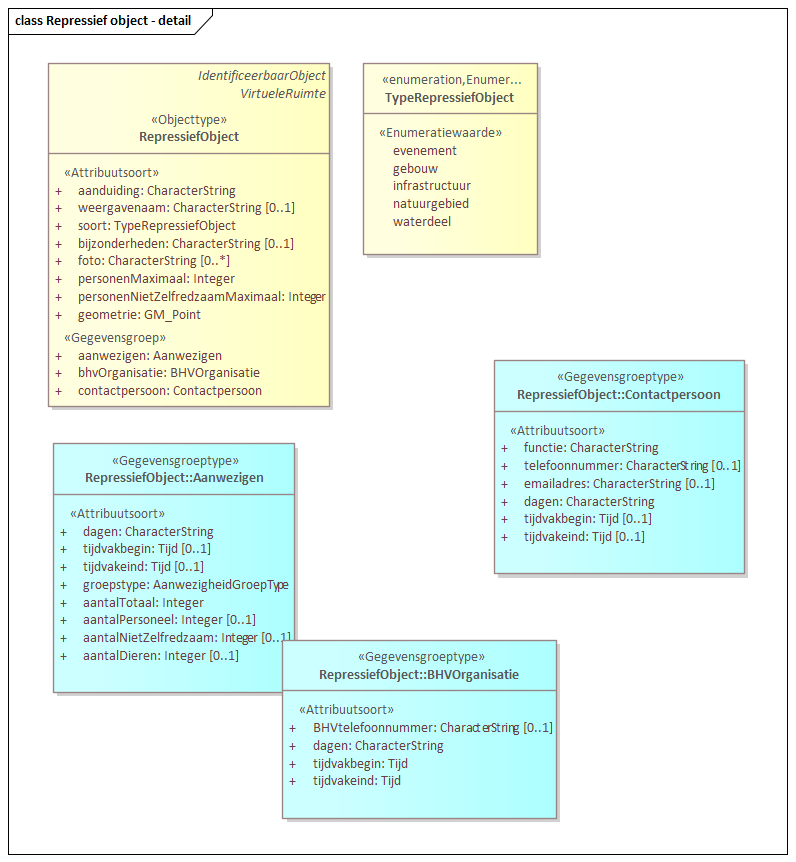 class Repressief object - detail
IdentificeerbaarObject
VirtueleRuimte
«Objecttype»
RepressiefObject
«Attribuutsoort»
+ aanduiding: CharacterString
+ weergavenaam: CharacterString [0..1]
+ soort: TypeRepressiefObject
+ bijzonderheden: CharacterString [0..1]
+ foto: CharacterString [0..*]
+ personenMaximaal: Integer
+ personenNietZelfredzaamMaximaal: Integer
+ geometrie: GM_Point
«Gegevensgroep»
+ aanwezigen: Aanwezigen
+ bhvOrganisatie: BHVOrganisatie
+ contactpersoon: Contactpersoon
«enumeration,Enumer...
TypeRepressiefObject
«Enumeratiewaarde»
evenement
gebouw
infrastructuur
natuurgebied
waterdeel
«Gegevensgroeptype»
RepressiefObject::Contactpersoon
«Attribuutsoort»
+ functie: CharacterString
+ telefoonnummer: CharacterString [0..1]
+ emailadres: CharacterString [0..1]
+ dagen: CharacterString
+ tijdvakbegin: Tijd [0..1]
+ tijdvakeind: Tijd [0..1]
«Gegevensgroeptype»
RepressiefObject::Aanwezigen
«Attribuutsoort»
+ dagen: CharacterString
+ tijdvakbegin: Tijd [0..1]
+ tijdvakeind: Tijd [0..1]
+ groepstype: AanwezigheidGroepType
+ aantalTotaal: Integer
+ aantalPersoneel: Integer [0..1]
+ aantalNietZelfredzaam: Integer [0..1]
+ aantalDieren: Integer [0..1]
«Gegevensgroeptype»
RepressiefObject::BHVOrganisatie
«Attribuutsoort»
+ BHVtelefoonnummer: CharacterString [0..1]
+ dagen: CharacterString
+ tijdvakbegin: Tijd
+ tijdvakeind: Tijd